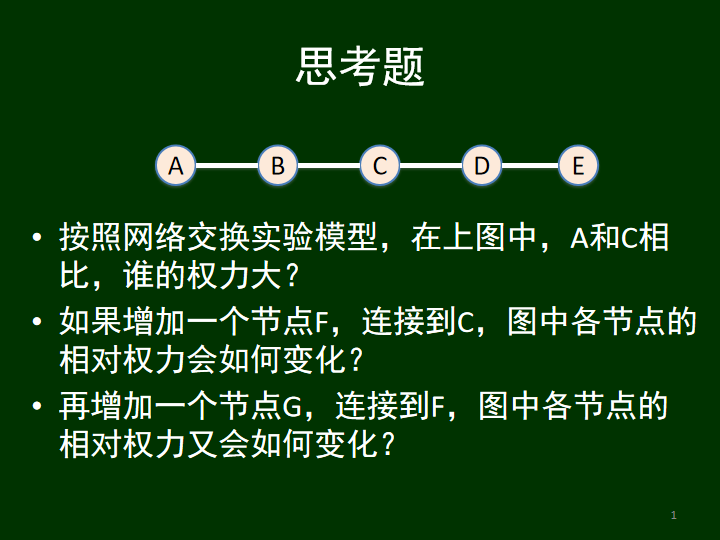 思考题
A B C D E
• 按照网络交换实验模型，在上图中，A和C相
比，谁的权力大？
• 如果增加一个节点F，连接到C，图中各节点的
相对权力会如何变化？
• 再增加一个节点G，连接到F，图中各节点的
相对权力又会如何变化？
1